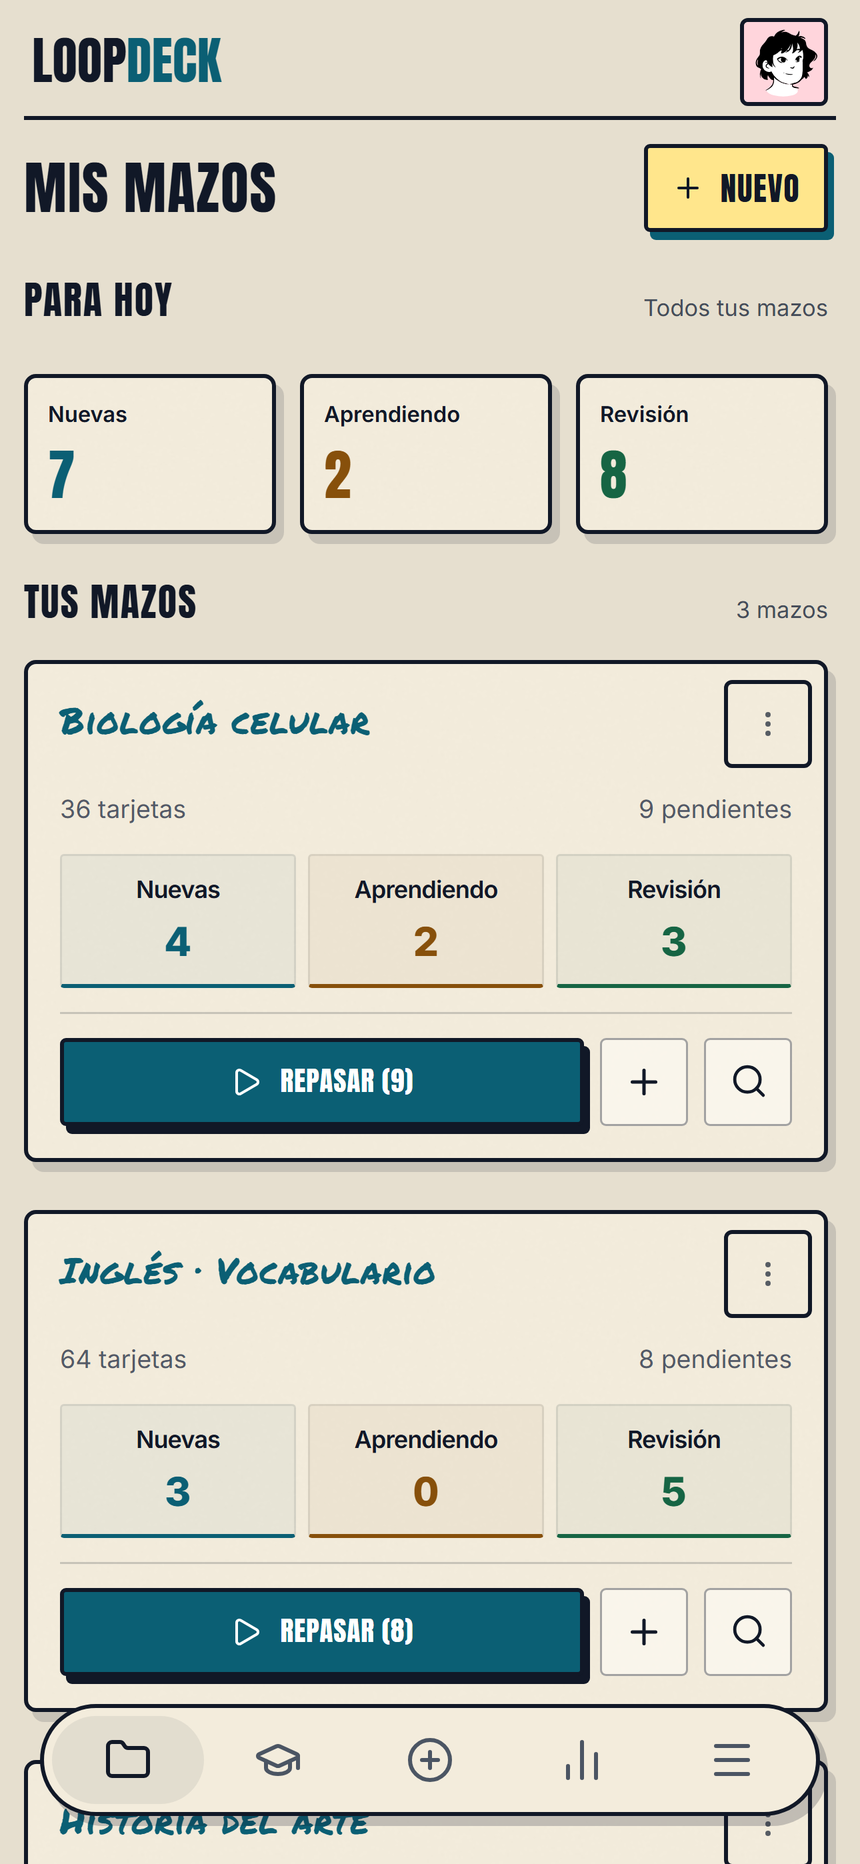 LOOPDECK
MIS MAZOS
+ NUEVO
PARA HOY
Todos tus mazos
Nuevas
7
Aprendiendo
2
Revisión
8
TUS MAZOS
3 mazos
Biología celular
36 tarjetas
9 pendientes
Nuevas
4
Aprendiendo
2
Revisión
3
REPASAR (9)
Inglés · Vocabulario
64 tarjetas
8 pendientes
Nuevas
3
Aprendiendo
0
Revisión
5
REPASAR (8)
Historia del arte